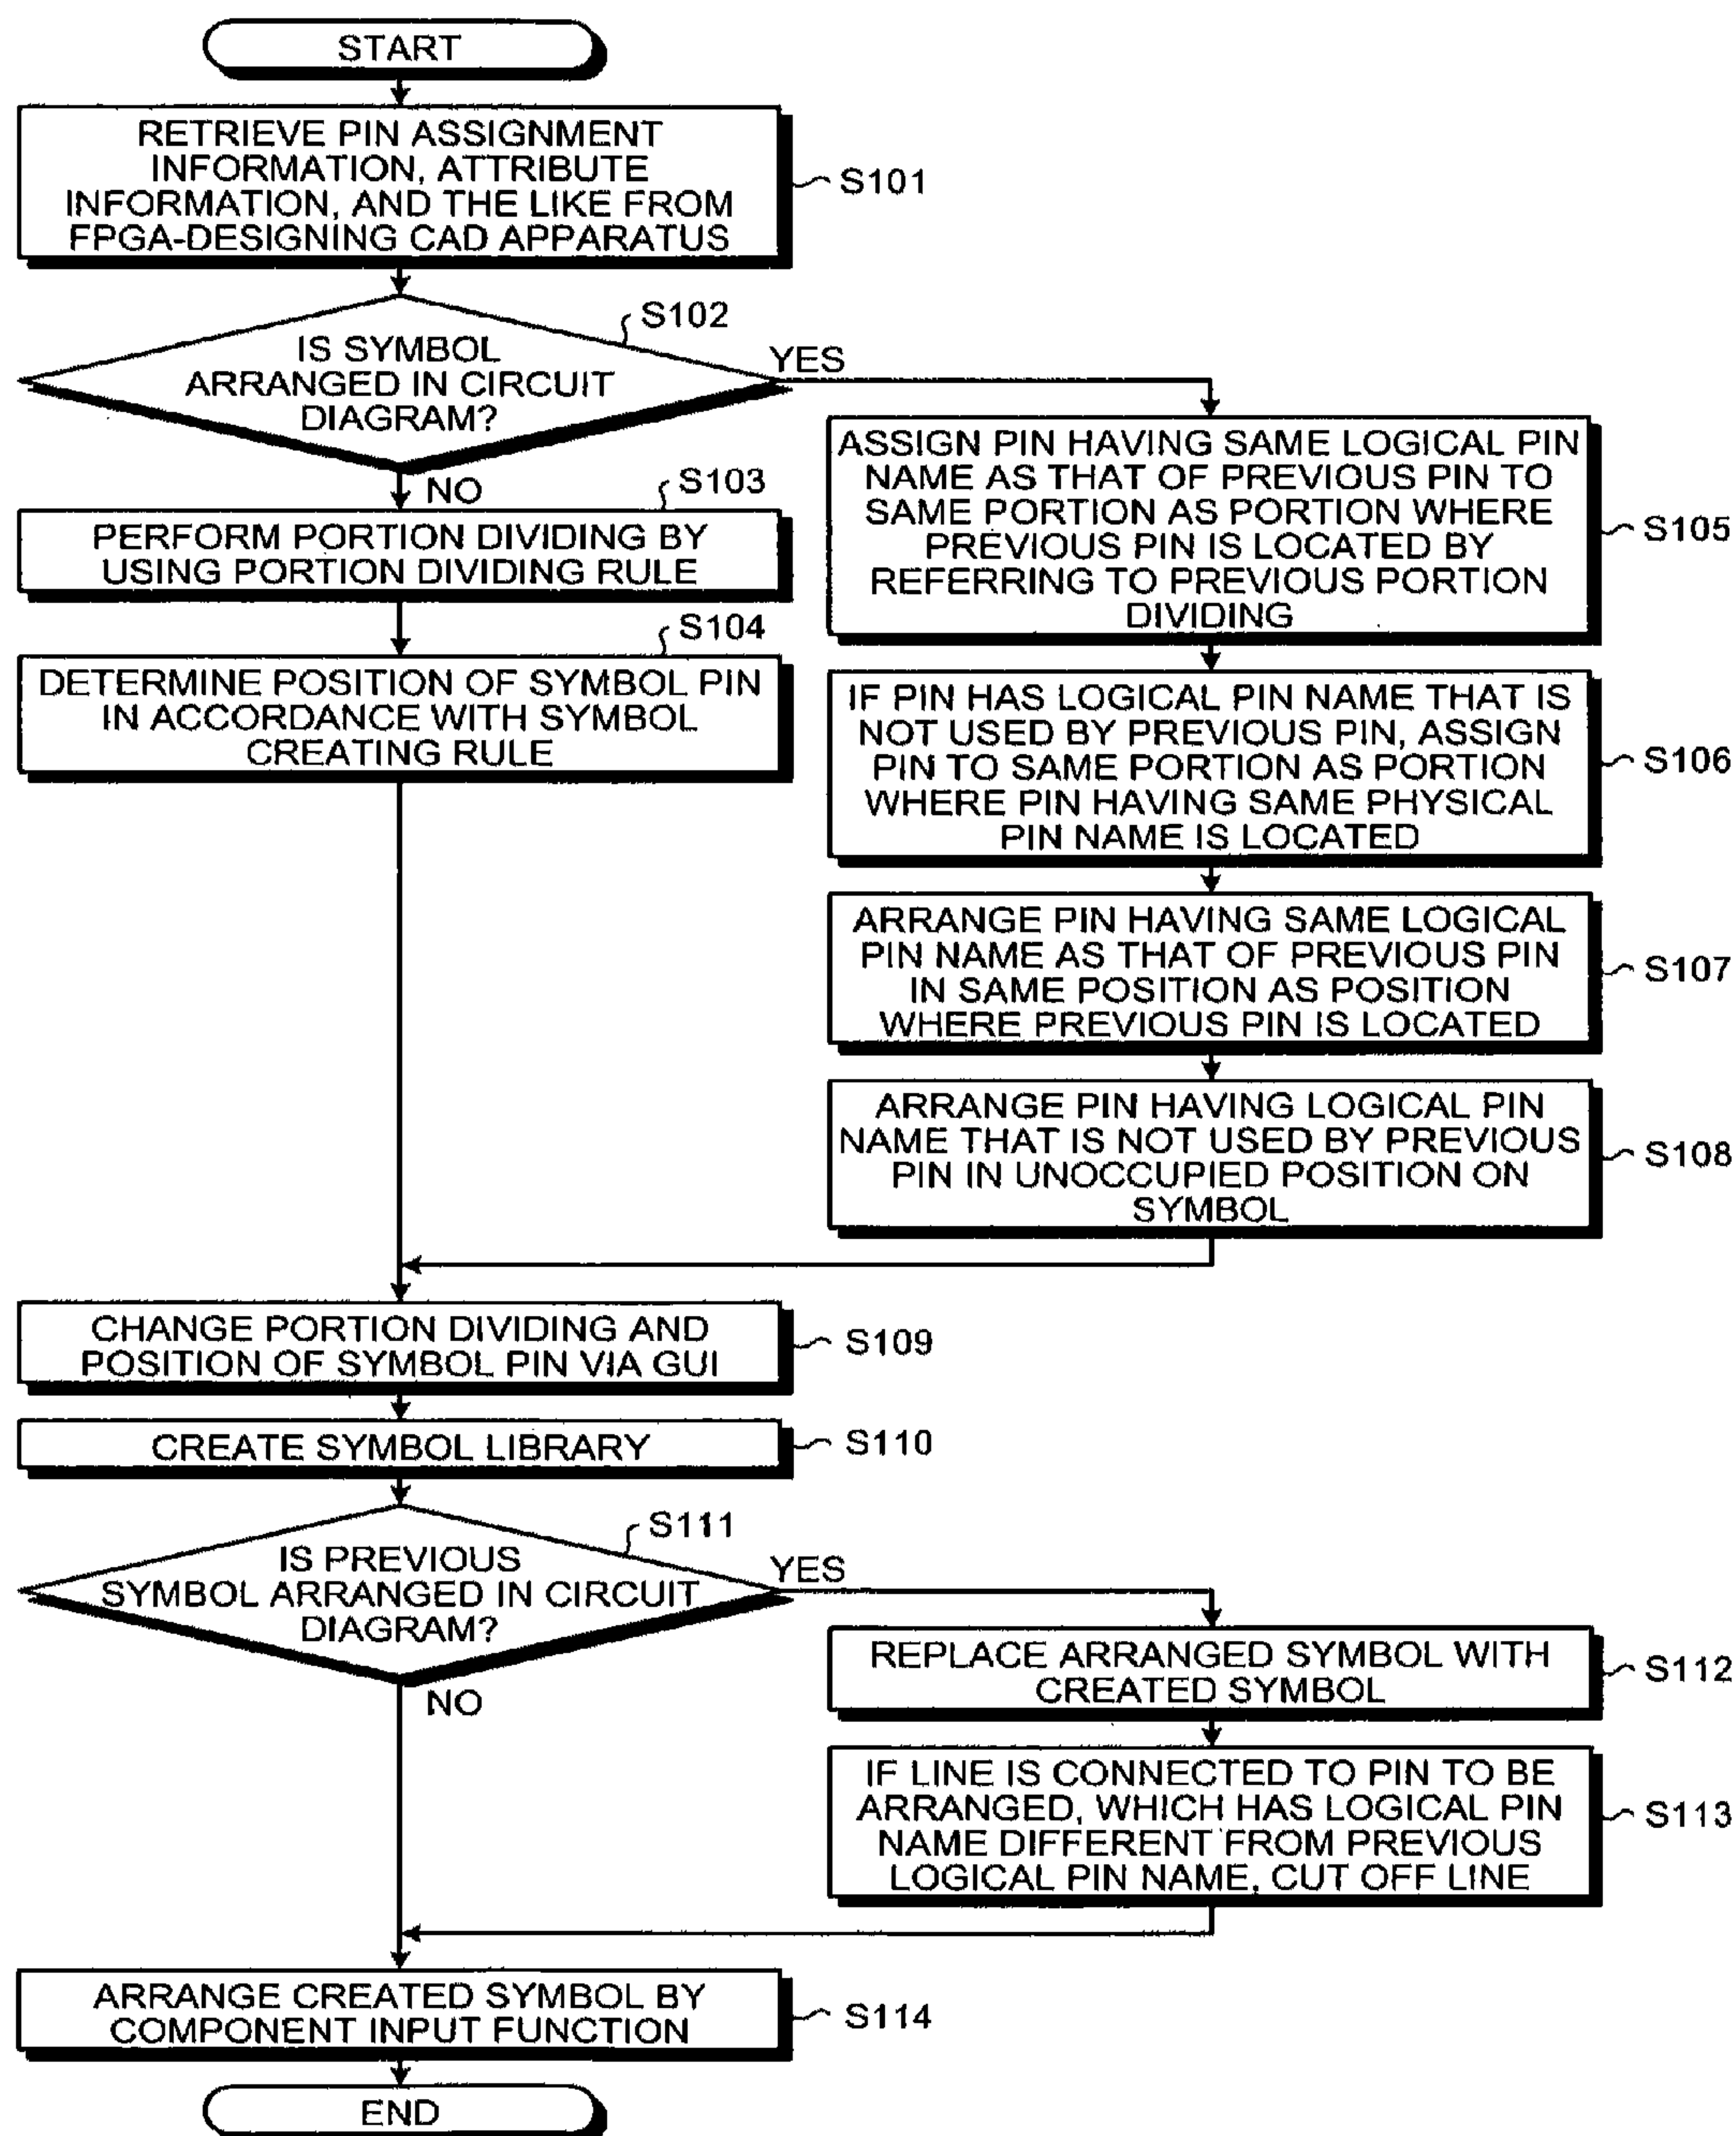 START
RETRIEVE PIN ASSIGNMENT
INFORMATION, ATTRIBUTE
INFORMATION, AND THE LIKE FROM
FPGA-DESIGNING CAD APPARATUS
S101
S102
IS SYMBOL
ARRANGED IN CIRCUIT
DIAGRAM?
YES
NO
S103
PERFORM PORTION DIVIDING BY
USING PORTION DIVIDING RULE
S104
DETERMINE POSITION OF SYMBOL PIN
IN ACCORDANCE WITH SYMBOL
CREATING RULE
ASSIGN PIN HAVING SAME LOGICAL PIN
NAME AS THAT OF PREVIOUS PIN TO
SAME PORTION AS PORTION WHERE
PREVIOUS PIN IS LOCATED BY
REFERRING TO PREVIOUS PORTION
DIVIDING
S105
IF PIN HAS LOGICAL PIN NAME THAT IS
NOT USED BY PREVIOUS PIN, ASSIGN
PIN TO SAME PORTION AS PORTION
WHERE PIN HAVING SAME PHYSICAL
PIN NAME IS LOCATED
S106
ARRANGE PIN HAVING SAME LOGICAL
PIN NAME AS THAT OF PREVIOUS PIN
IN SAME POSITION AS POSITION
WHERE PREVIOUS PIN IS LOCATED
S107
ARRANGE PIN HAVING LOGICAL PIN
NAME THAT IS NOT USED BY PREVIOUS
PIN IN UNOCCUPIED POSITION ON
SYMBOL
S108
CHANGE PORTION DIVIDING AND
POSITION OF SYMBOL PIN VIA GUI
S109
CREATE SYMBOL LIBRARY
S110
S111
IS PREVIOUS
SYMBOL ARRANGED IN CIRCUIT
DIAGRAM?
YES
NO
REPLACE ARRANGED SYMBOL WITH
CREATED SYMBOL
S112
IF LINE IS CONNECTED TO PIN TO BE
ARRANGED, WHICH HAS LOGICAL PIN
NAME DIFFERENT FROM PREVIOUS
LOGICAL PIN NAME, CUT OFF LINE
S113
ARRANGE CREATED SYMBOL BY
COMPONENT INPUT FUNCTION
S114
END